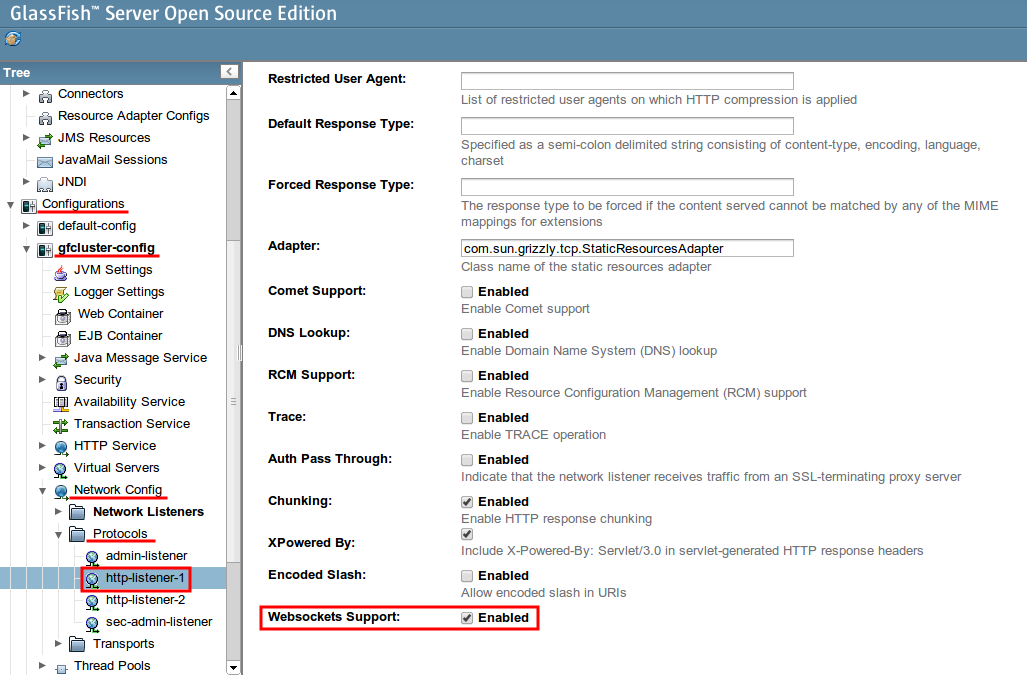 GlassFish™ Server Open Source Edition
Tree
Connectors
Resource Adapter Configs
JMS Resources
JavaMail Sessions
JNDI
Configurations
default-config
gfcluster-config
JVM Settings
Logger Settings
Web Container
EJB Container
Java Message Service
Security
Availability Service
Transaction Service
HTTP Service
Virtual Servers
Network Config
Network Listeners
Protocols
admin-listener
http-listener-1
http-listener-2
sec-admin-listener
Transports
Thread Pools
Restricted User Agent:
List of restricted user agents on which HTTP compression is applied
Default Response Type:
Specified as a semi-colon delimited string consisting of content-type, encoding, language,
charset
Forced Response Type:
The response type to be forced if the content served cannot be matched by any of the MIME
mappings for extensions
Adapter: com.sun.grizzly.tcp.StaticResourcesAdapter
Class name of the static resources adapter
Comet Support: Enabled
Enable Comet support
DNS Lookup: Enabled
Enable Domain Name System (DNS) lookup
RCM Support: Enabled
Enable Resource Configuration Management (RCM) support
Trace: Enabled
Enable TRACE operation
Auth Pass Through: Enabled
Indicate that the network listener receives traffic from an SSL-terminating proxy server
Chunking: Enabled
Enable HTTP response chunking
XPowered By:
Include X-Powered-By: Servlet/3.0 in servlet-generated HTTP response headers
Encoded Slash: Enabled
Allow encoded slash in URIs
Websockets Support: Enabled